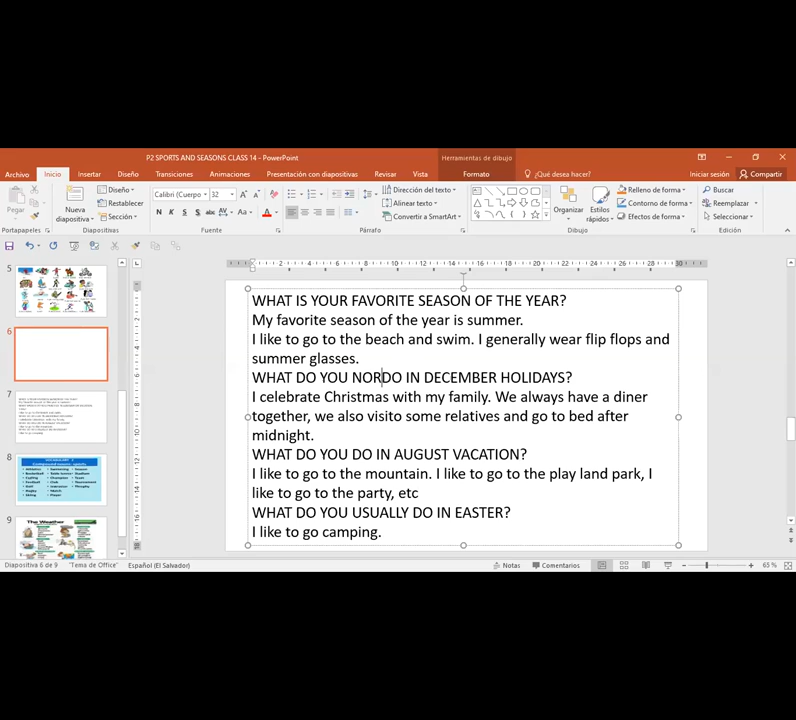 P2 SPORTS AND SEASONS CLASS 14 - PowerPoint
Herramientas de dibujo
Archivo Inicio Insertar Diseño Transiciones Animaciones Presentación con diapositivas Revisar Vista Formato ¿Qué desea hacer? Iniciar sesión Compartir
Pegar
Nueva diapositiva
Diseño
Restablecer
Sección
Calibri (Cuerpo 32
N K S S abc Aa A
Dirección del texto
Alinear texto
Convertir a SmartArt
Organizar
Estilos rápidos
Relleno de forma
Contorno de forma
Efectos de forma
Buscar
Reemplazar
Seleccionar
Portapapeles Diapositivas Fuente Párrafo Dibujo Edición
5
6
7
8
9
The Weather
WHAT IS YOUR FAVORITE SEASON OF THE YEAR?
My favorite season of the year is summer.
I like to go to the beach and swim. I generally wear flip flops and
summer glasses.
WHAT DO YOU NORDO IN DECEMBER HOLIDAYS?
I celebrate Christmas with my family. We always have a diner
together, we also visito some relatives and go to bed after
midnight.
WHAT DO YOU DO IN AUGUST VACATION?
I like to go to the mountain. I like to go to the play land park, I
like to go to the party, etc
WHAT DO YOU USUALLY DO IN EASTER?
I like to go camping.
Diapositiva 6 de 9 "Tema de Office" Español (El Salvador) Notas Comentarios 65 %